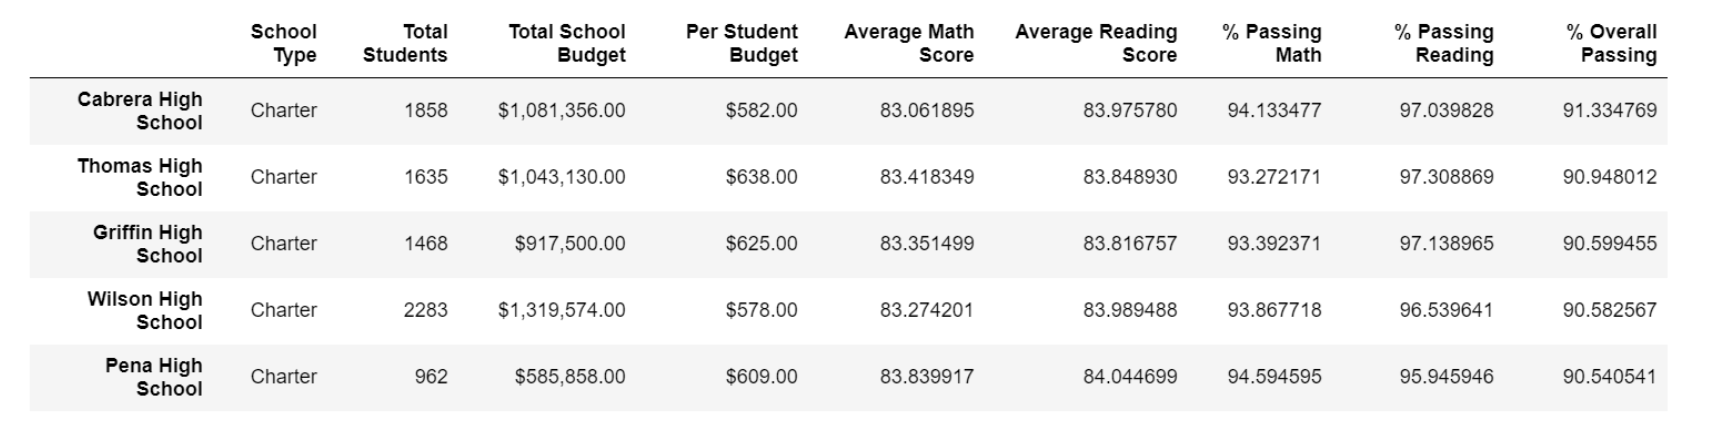 School Type Total Students Total School Budget Per Student Budget Average Math Score Average Reading Score % Passing Math % Passing Reading % Overall Passing
Cabrera High School Charter 1858 $1,081,356.00 $582.00 83.061895 83.975780 94.133477 97.039828 91.334769
Thomas High School Charter 1635 $1,043,130.00 $638.00 83.418349 83.848930 93.272171 97.308869 90.948012
Griffin High School Charter 1468 $917,500.00 $625.00 83.351499 83.816757 93.392371 97.138965 90.599455
Wilson High School Charter 2283 $1,319,574.00 $578.00 83.274201 83.989488 93.867718 96.539641 90.582567
Pena High School Charter 962 $585,858.00 $609.00 83.839917 84.044699 94.594595 95.945946 90.540541